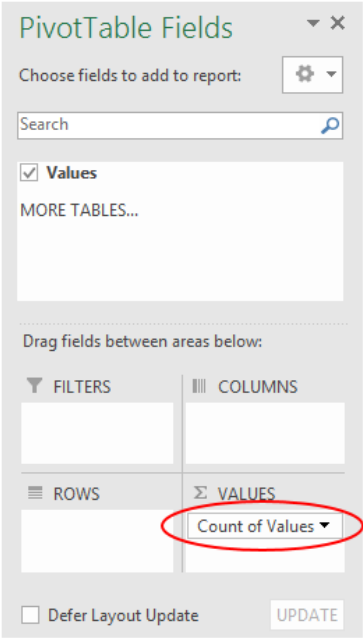 PivotTable Fields
Choose fields to add to report:
Search
Values
MORE TABLES...
Drag fields between areas below:
FILTERS
COLUMNS
ROWS
Σ VALUES
Count of Values
Defer Layout Update
UPDATE